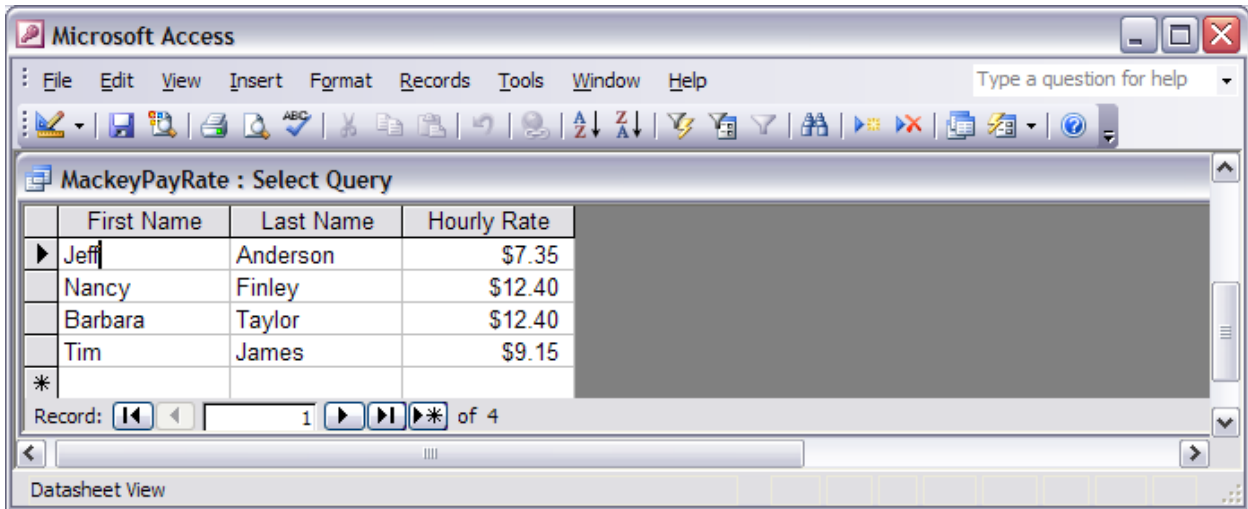 Microsoft Access
File Edit View Insert Format Records Tools Window Help Type a question for help
ABC A Z Z A
MackeyPayRate : Select Query
First Name Last Name Hourly Rate
Jeff Anderson $7.35
Nancy Finley $12.40
Barbara Taylor $12.40
Tim James $9.15
Record: 1 of 4
Datasheet View